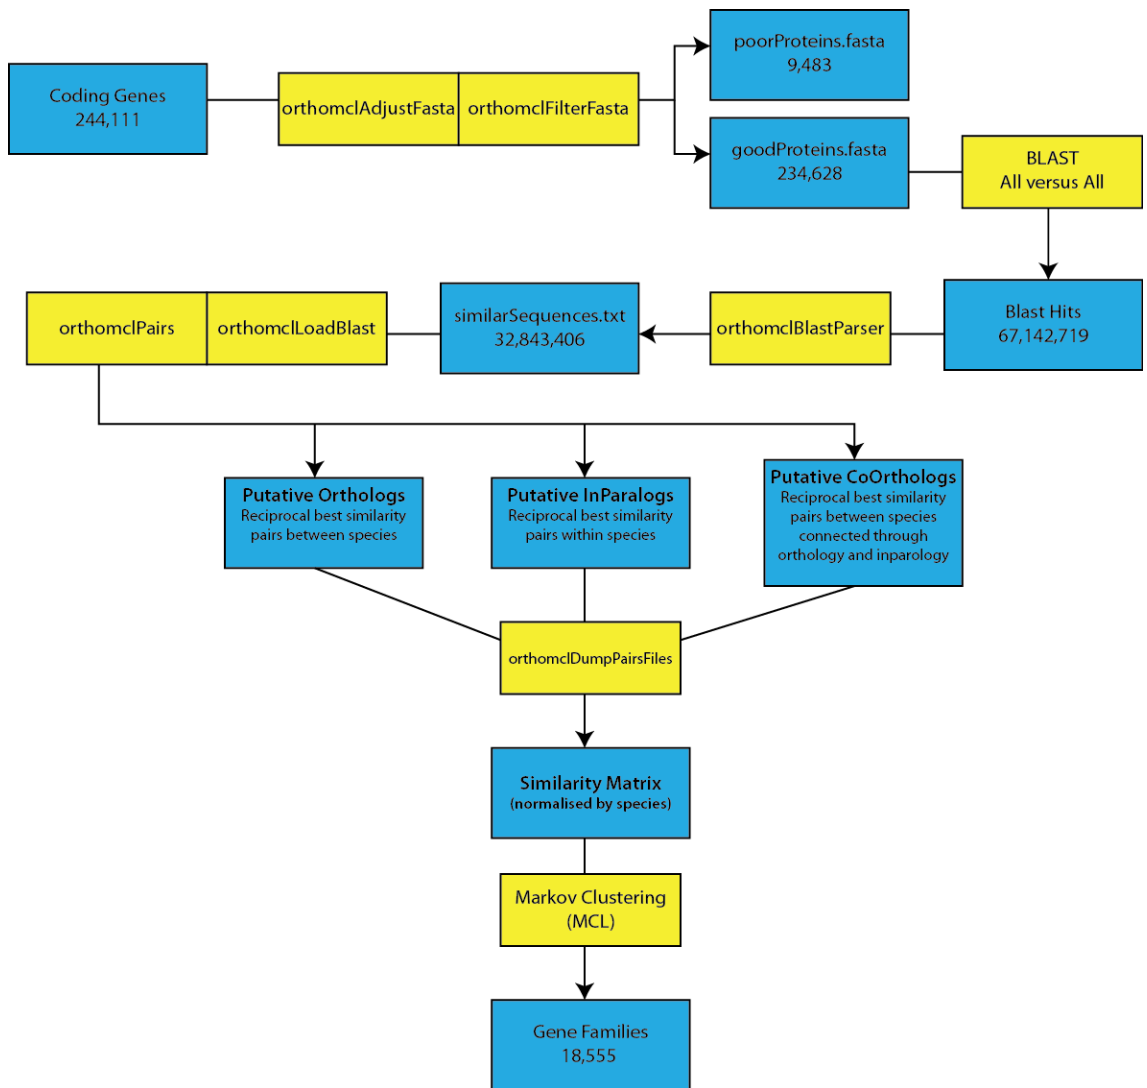 Coding Genes
244,111
orthomclAdjustFasta
orthomclFilterFasta
poorProteins.fasta
9,483
goodProteins.fasta
234,628
BLAST
All versus All
orthomclPairs
orthomclLoadBlast
similarSequences.txt
32,843,406
orthomclBlastParser
Blast Hits
67,142,719
Putative Orthologs
Reciprocal best similarity
pairs between species
Putative InParalogs
Reciprocal best similarity
pairs within species
Putative CoOrthologs
Reciprocal best similarity
pairs between species
connected through
orthology and inparology
orthomclDumpPairsFiles
Similarity Matrix
(normalised by species)
Markov Clustering
(MCL)
Gene Families
18,555